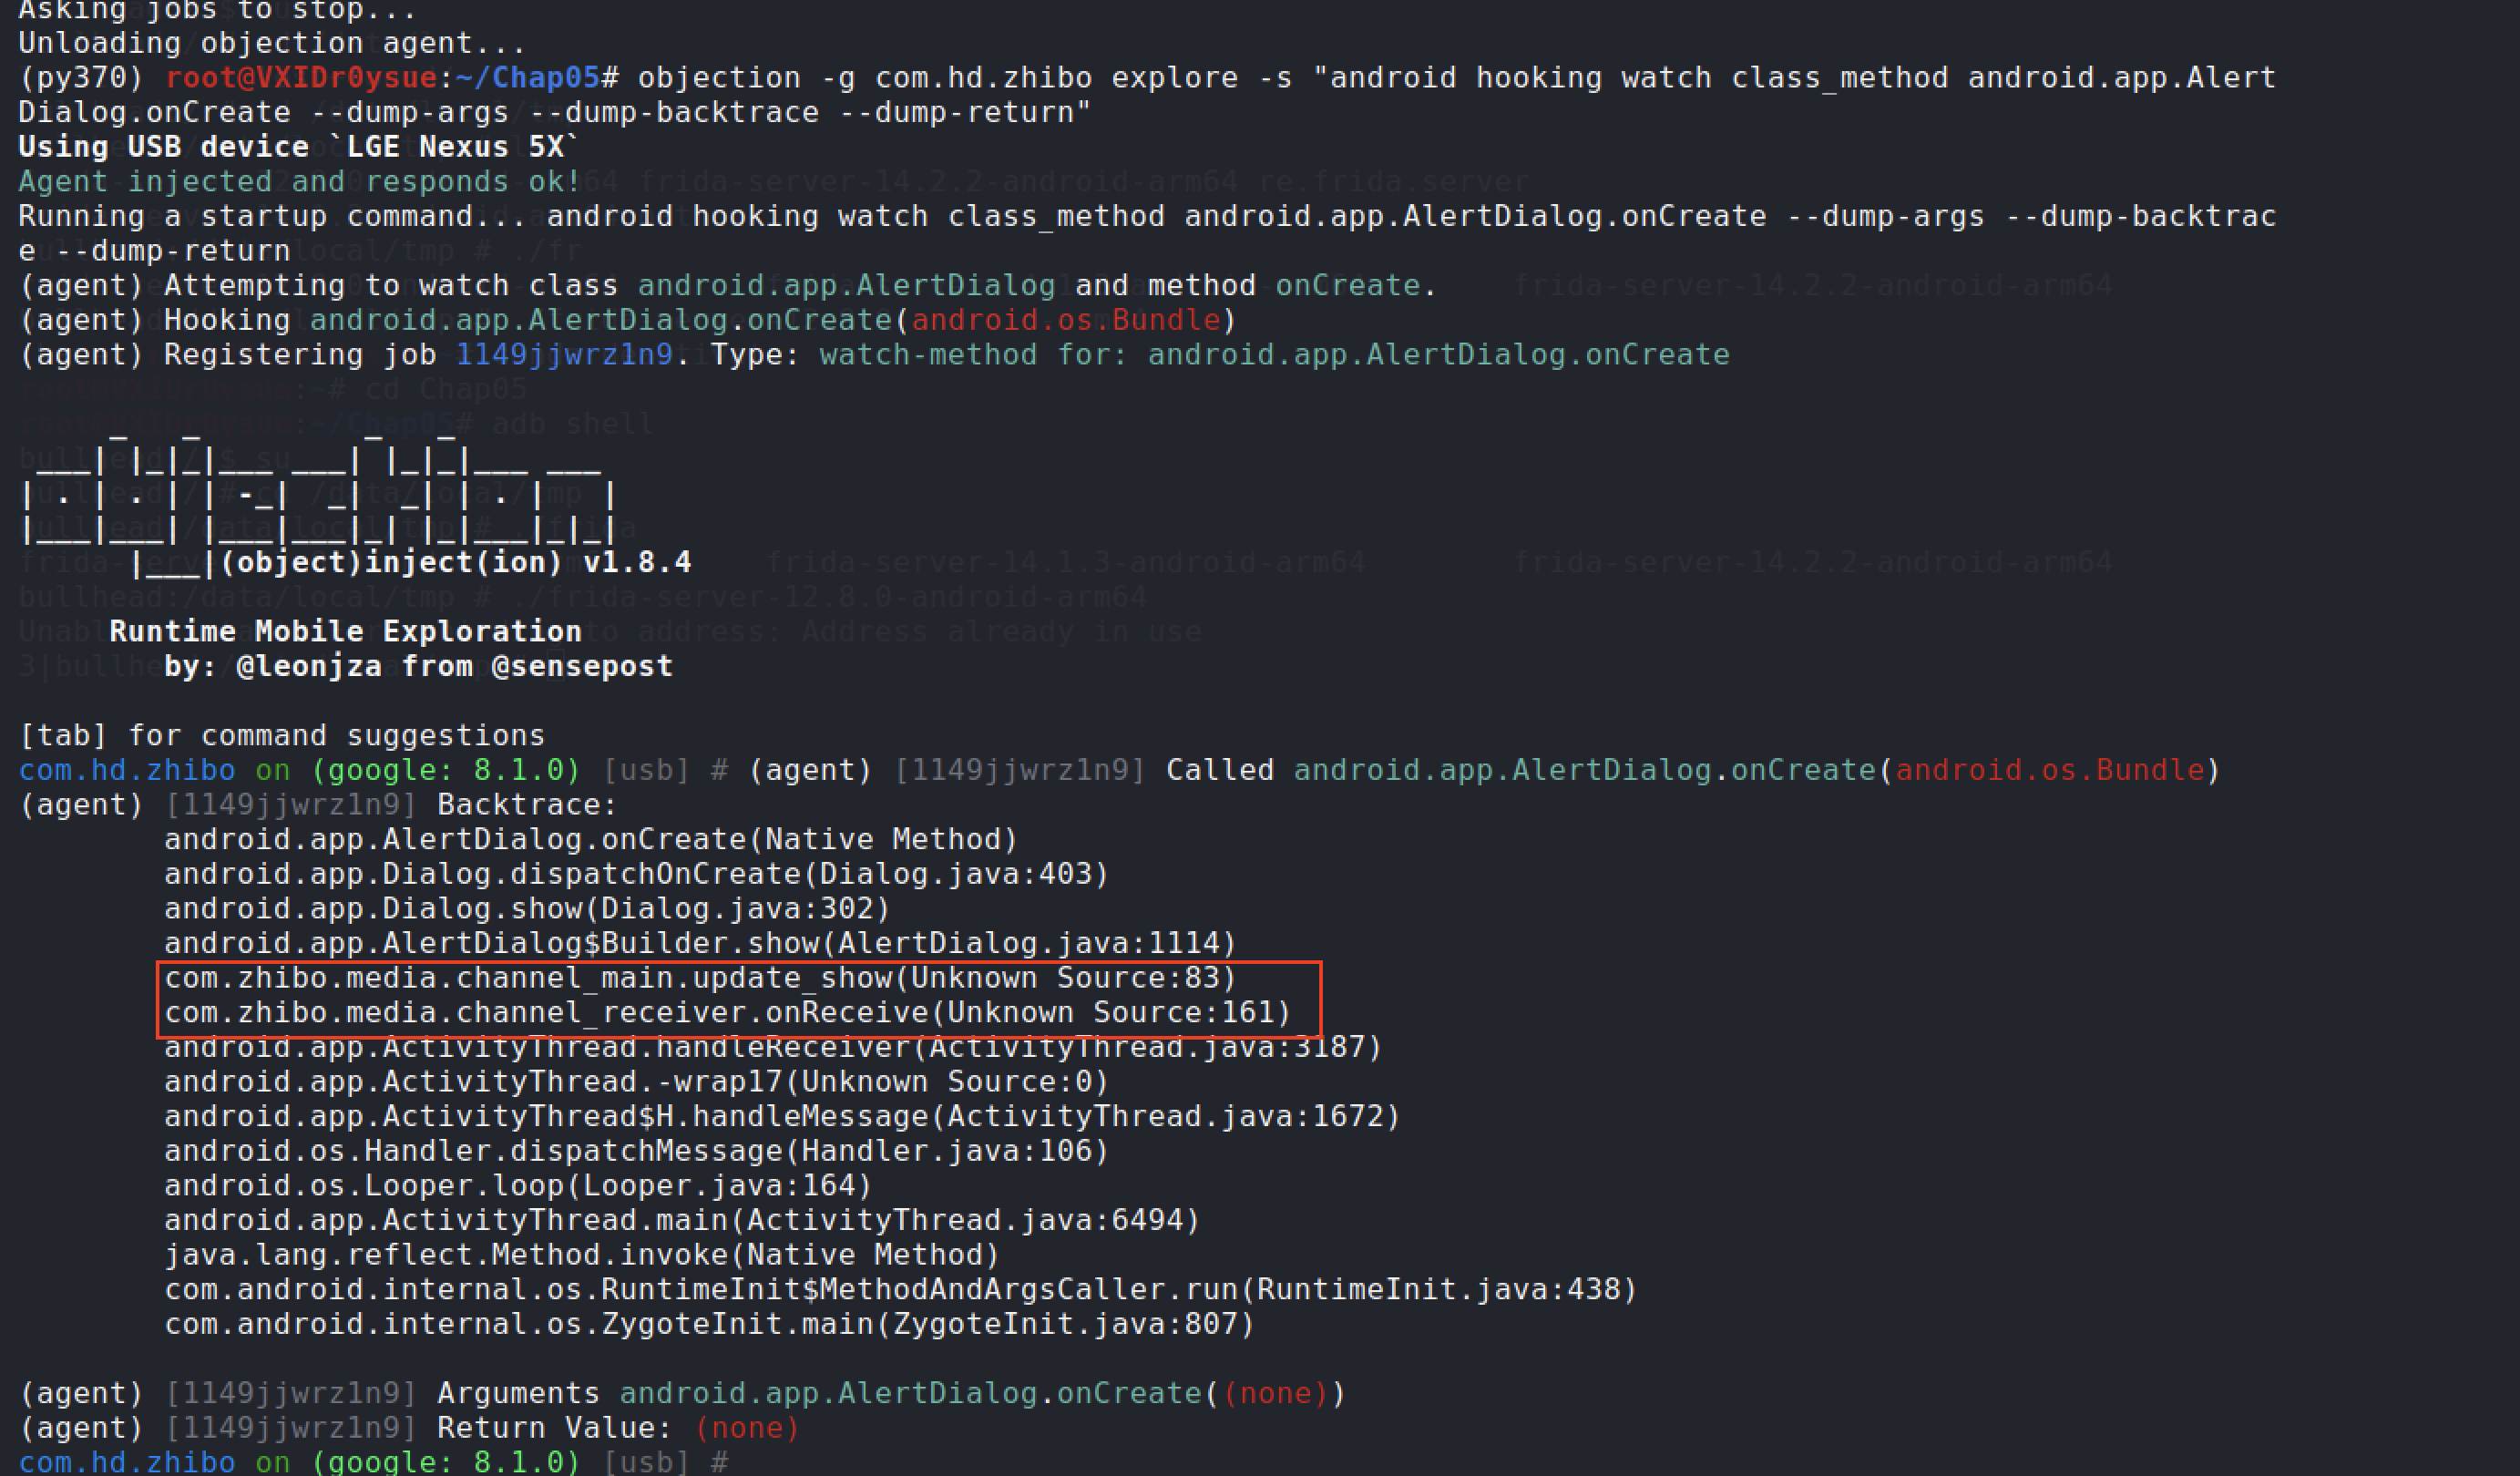 Asking jobs to stop...
Unloading objection agent...
(py370) root@VXIDr0ysue:~/Chap05# objection -g com.hd.zhibo explore -s "android hooking watch class_method android.app.Alert
Dialog.onCreate --dump-args --dump-backtrace --dump-return"
Using USB device `LGE Nexus 5X`
Agent injected and responds ok!
Running a startup command... android hooking watch class_method android.app.AlertDialog.onCreate --dump-args --dump-backtrac
e --dump-return
(agent) Attempting to watch class android.app.AlertDialog and method onCreate.
(agent) Hooking android.app.AlertDialog.onCreate(android.os.Bundle)
(agent) Registering job 1149jjwrz1n9. Type: watch-method for: android.app.AlertDialog.onCreate
     _   _         _   _
 ___| |_|_|___ ___| |_|_|___ ___
| . | . | | -_|  _|  _| | . |   |
|___|___| |___|___|_| |_|___|_|_|
      |___|(object)inject(ion) v1.8.4
Runtime Mobile Exploration
by: @leonjza from @sensepost
[tab] for command suggestions
com.hd.zhibo on (google: 8.1.0) [usb] # (agent) [1149jjwrz1n9] Called android.app.AlertDialog.onCreate(android.os.Bundle)
(agent) [1149jjwrz1n9] Backtrace:
android.app.AlertDialog.onCreate(Native Method)
android.app.Dialog.dispatchOnCreate(Dialog.java:403)
android.app.Dialog.show(Dialog.java:302)
android.app.AlertDialog$Builder.show(AlertDialog.java:1114)
com.zhibo.media.channel_main.update_show(Unknown Source:83)
com.zhibo.media.channel_receiver.onReceive(Unknown Source:161)
android.app.ActivityThread.handleReceiver(ActivityThread.java:3187)
android.app.ActivityThread.-wrap17(Unknown Source:0)
android.app.ActivityThread$H.handleMessage(ActivityThread.java:1672)
android.os.Handler.dispatchMessage(Handler.java:106)
android.os.Looper.loop(Looper.java:164)
android.app.ActivityThread.main(ActivityThread.java:6494)
java.lang.reflect.Method.invoke(Native Method)
com.android.internal.os.RuntimeInit$MethodAndArgsCaller.run(RuntimeInit.java:438)
com.android.internal.os.ZygoteInit.main(ZygoteInit.java:807)
(agent) [1149jjwrz1n9] Arguments android.app.AlertDialog.onCreate((none))
(agent) [1149jjwrz1n9] Return Value: (none)
com.hd.zhibo on (google: 8.1.0) [usb] #